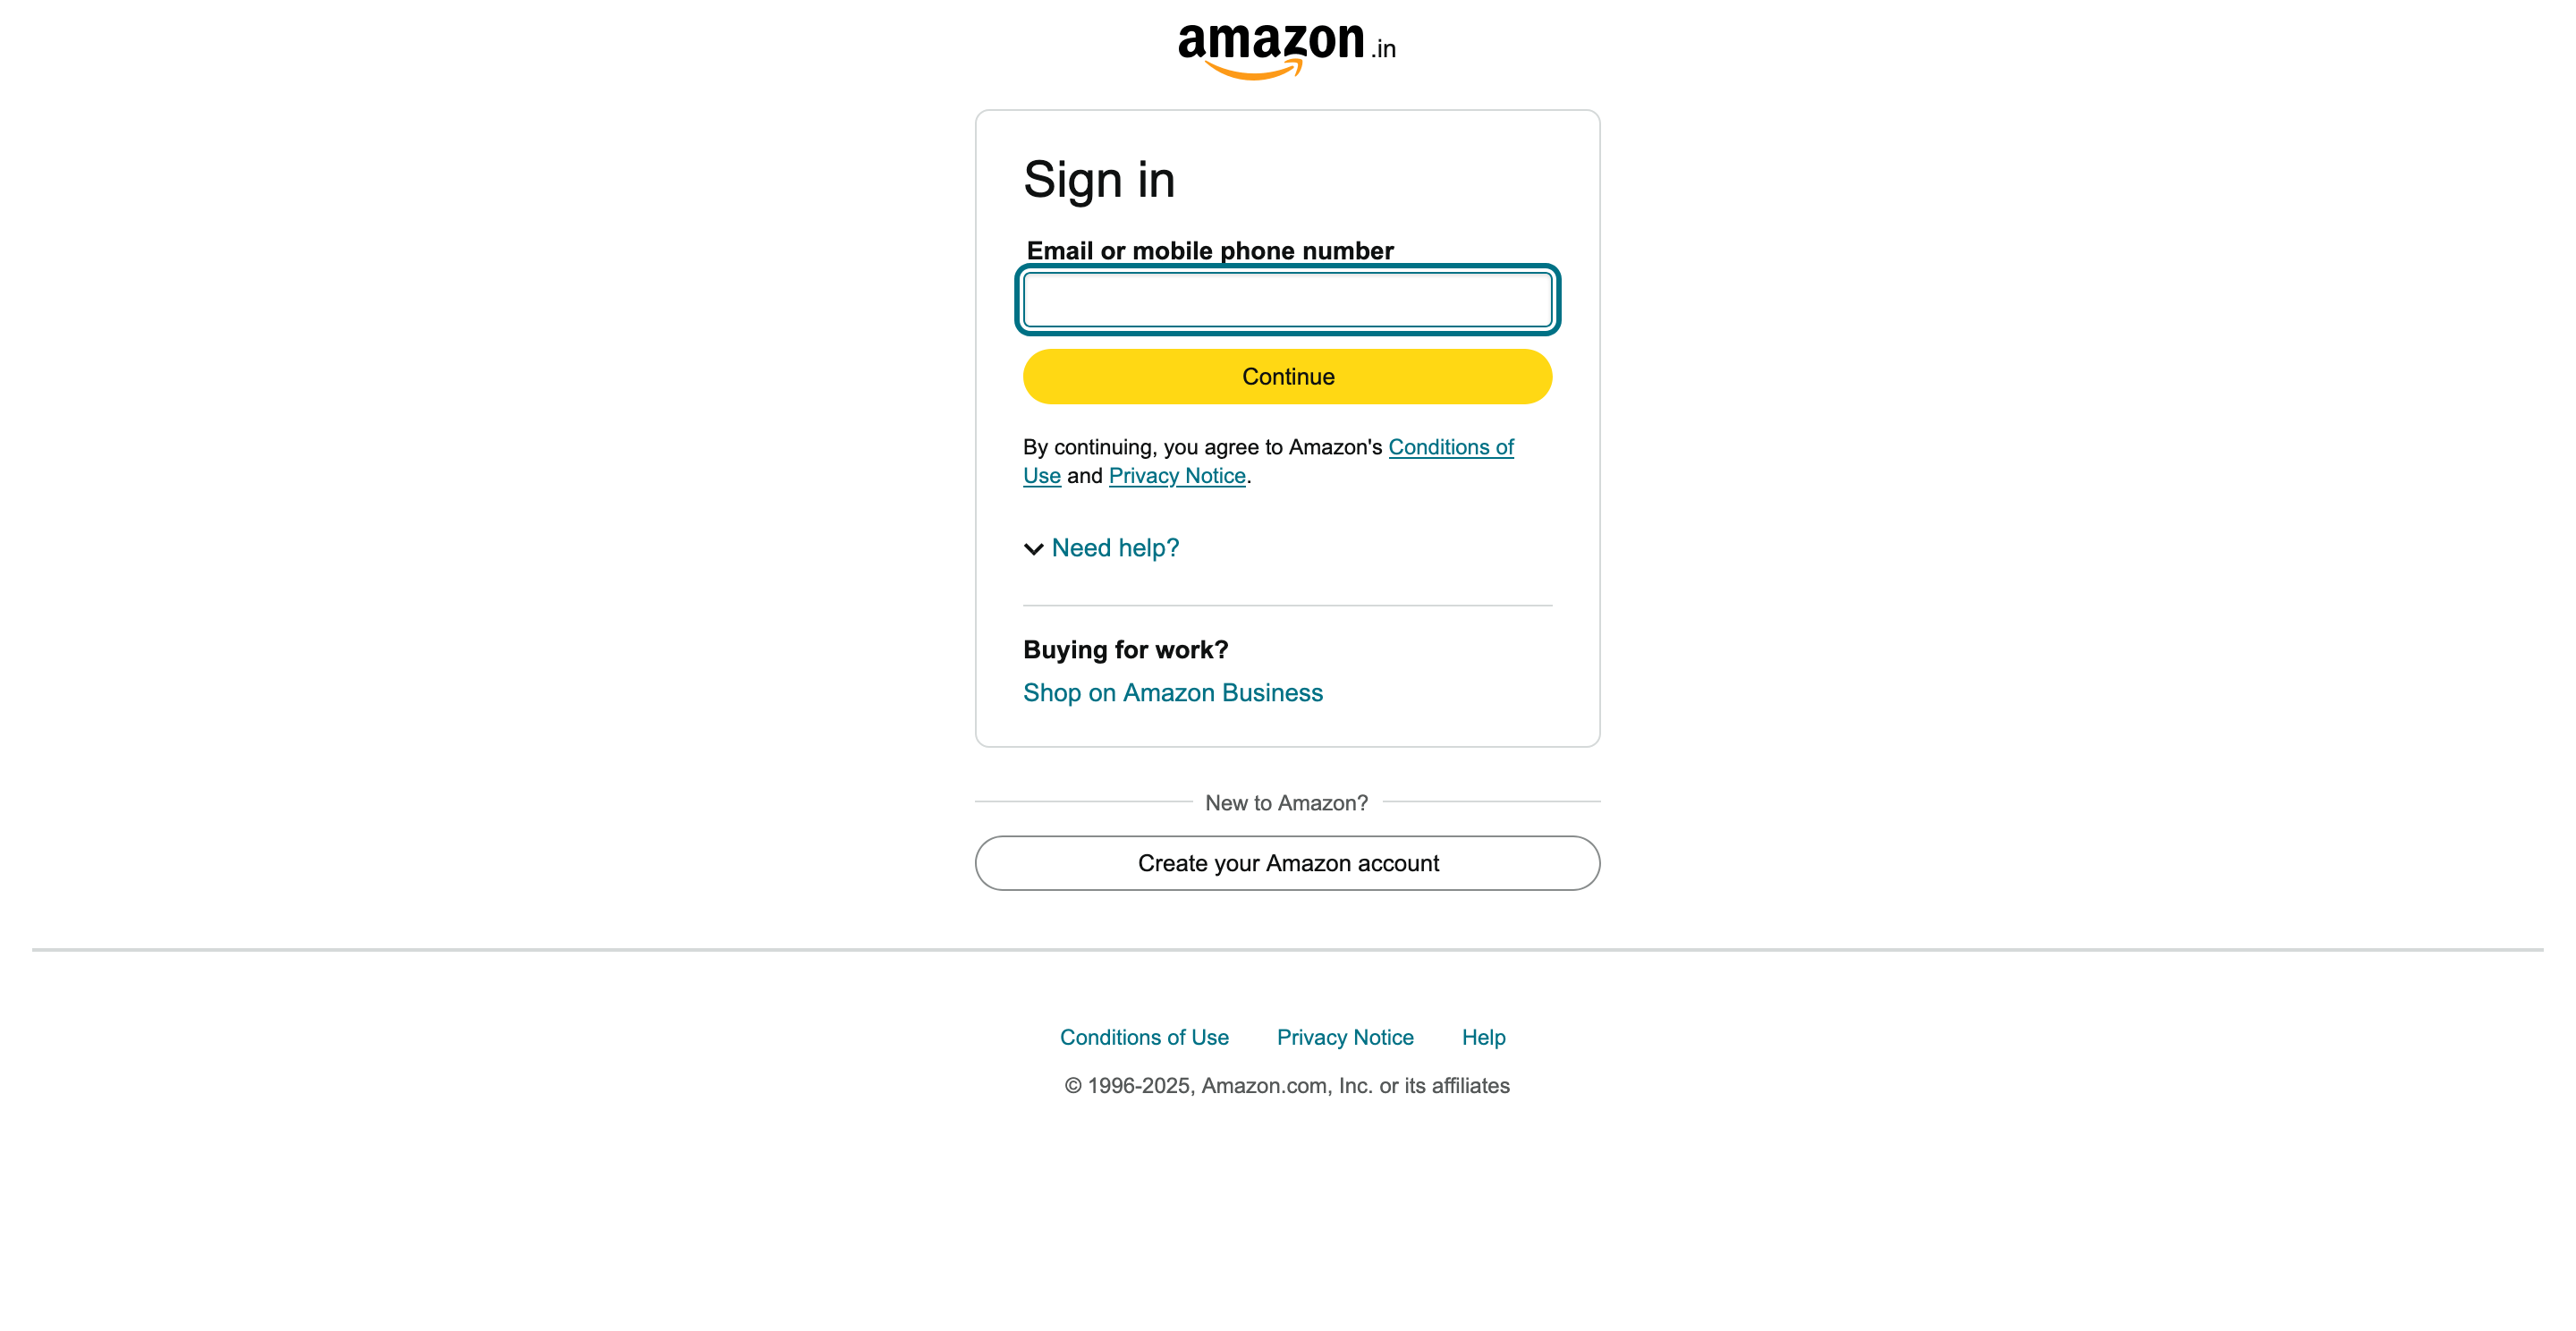 amazon.in
Sign in
Email or mobile phone number
Continue
By continuing, you agree to Amazon's Conditions of
Use and Privacy Notice.
Need help?
Buying for work?
Shop on Amazon Business
New to Amazon?
Create your Amazon account
Conditions of Use Privacy Notice Help
© 1996-2025, Amazon.com, Inc. or its affiliates